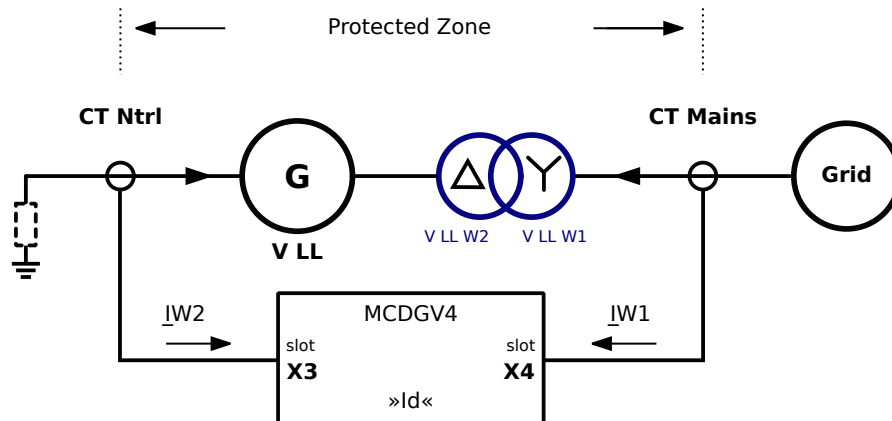 Protected Zone
CT Ntrl
CT Mains
G
Grid
V LL
V LL W2
V LL W1
IW2
MCDGV4
IW1
slot
slot
X3
X4
»Id«